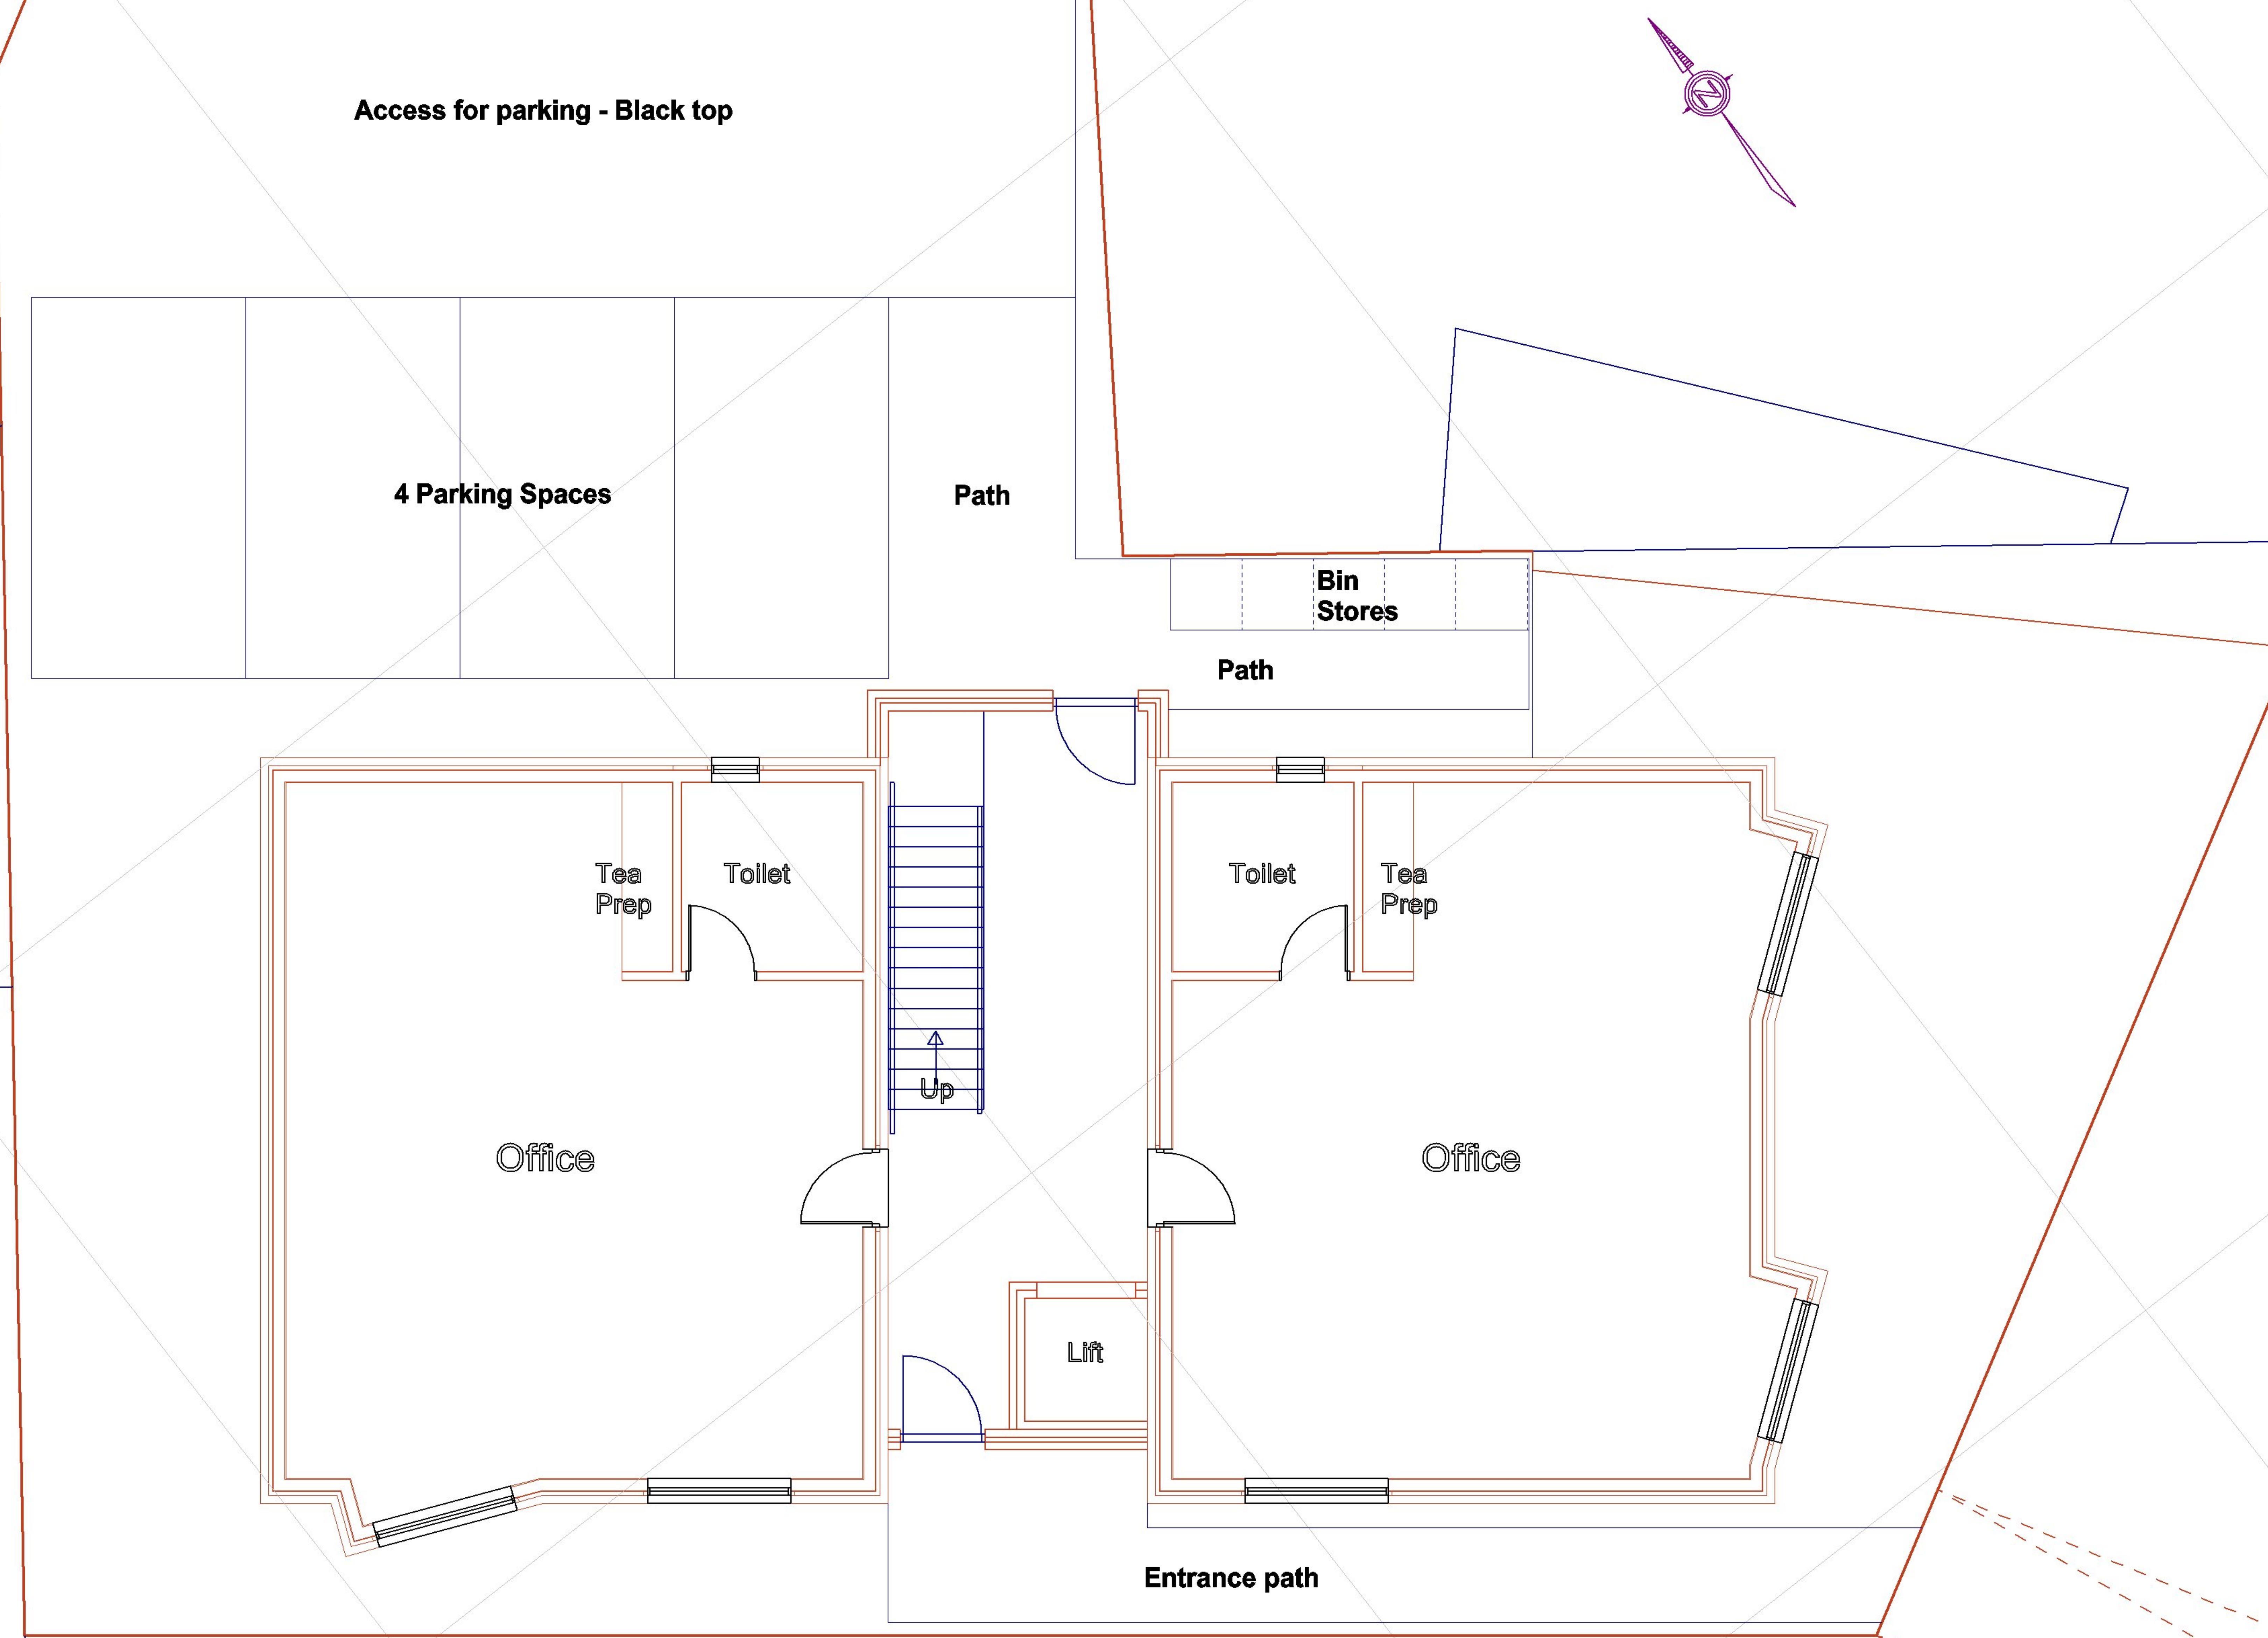 Access for parking - Black top
N
4 Parking Spaces
Path
Bin
Stores
Path
Tea
Prep
Toilet
Toilet
Tea
Prep
Up
Office
Office
Lift
Entrance path